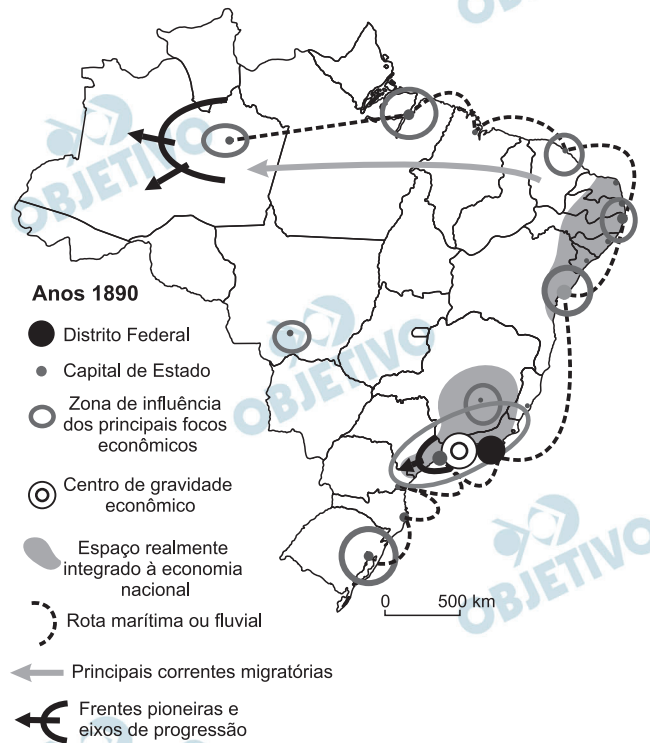 OBJETIVO
OBJETIVO
OBJETIVO
Anos 1890
Distrito Federal
Capital de Estado
Zona de influência
dos principais focos
econômicos
Centro de gravidade
econômico
Espaço realmente
integrado à economia
nacional
Rota marítima ou fluvial
0 500 km
Principais correntes migratórias
Frentes pioneiras e
eixos de progressão